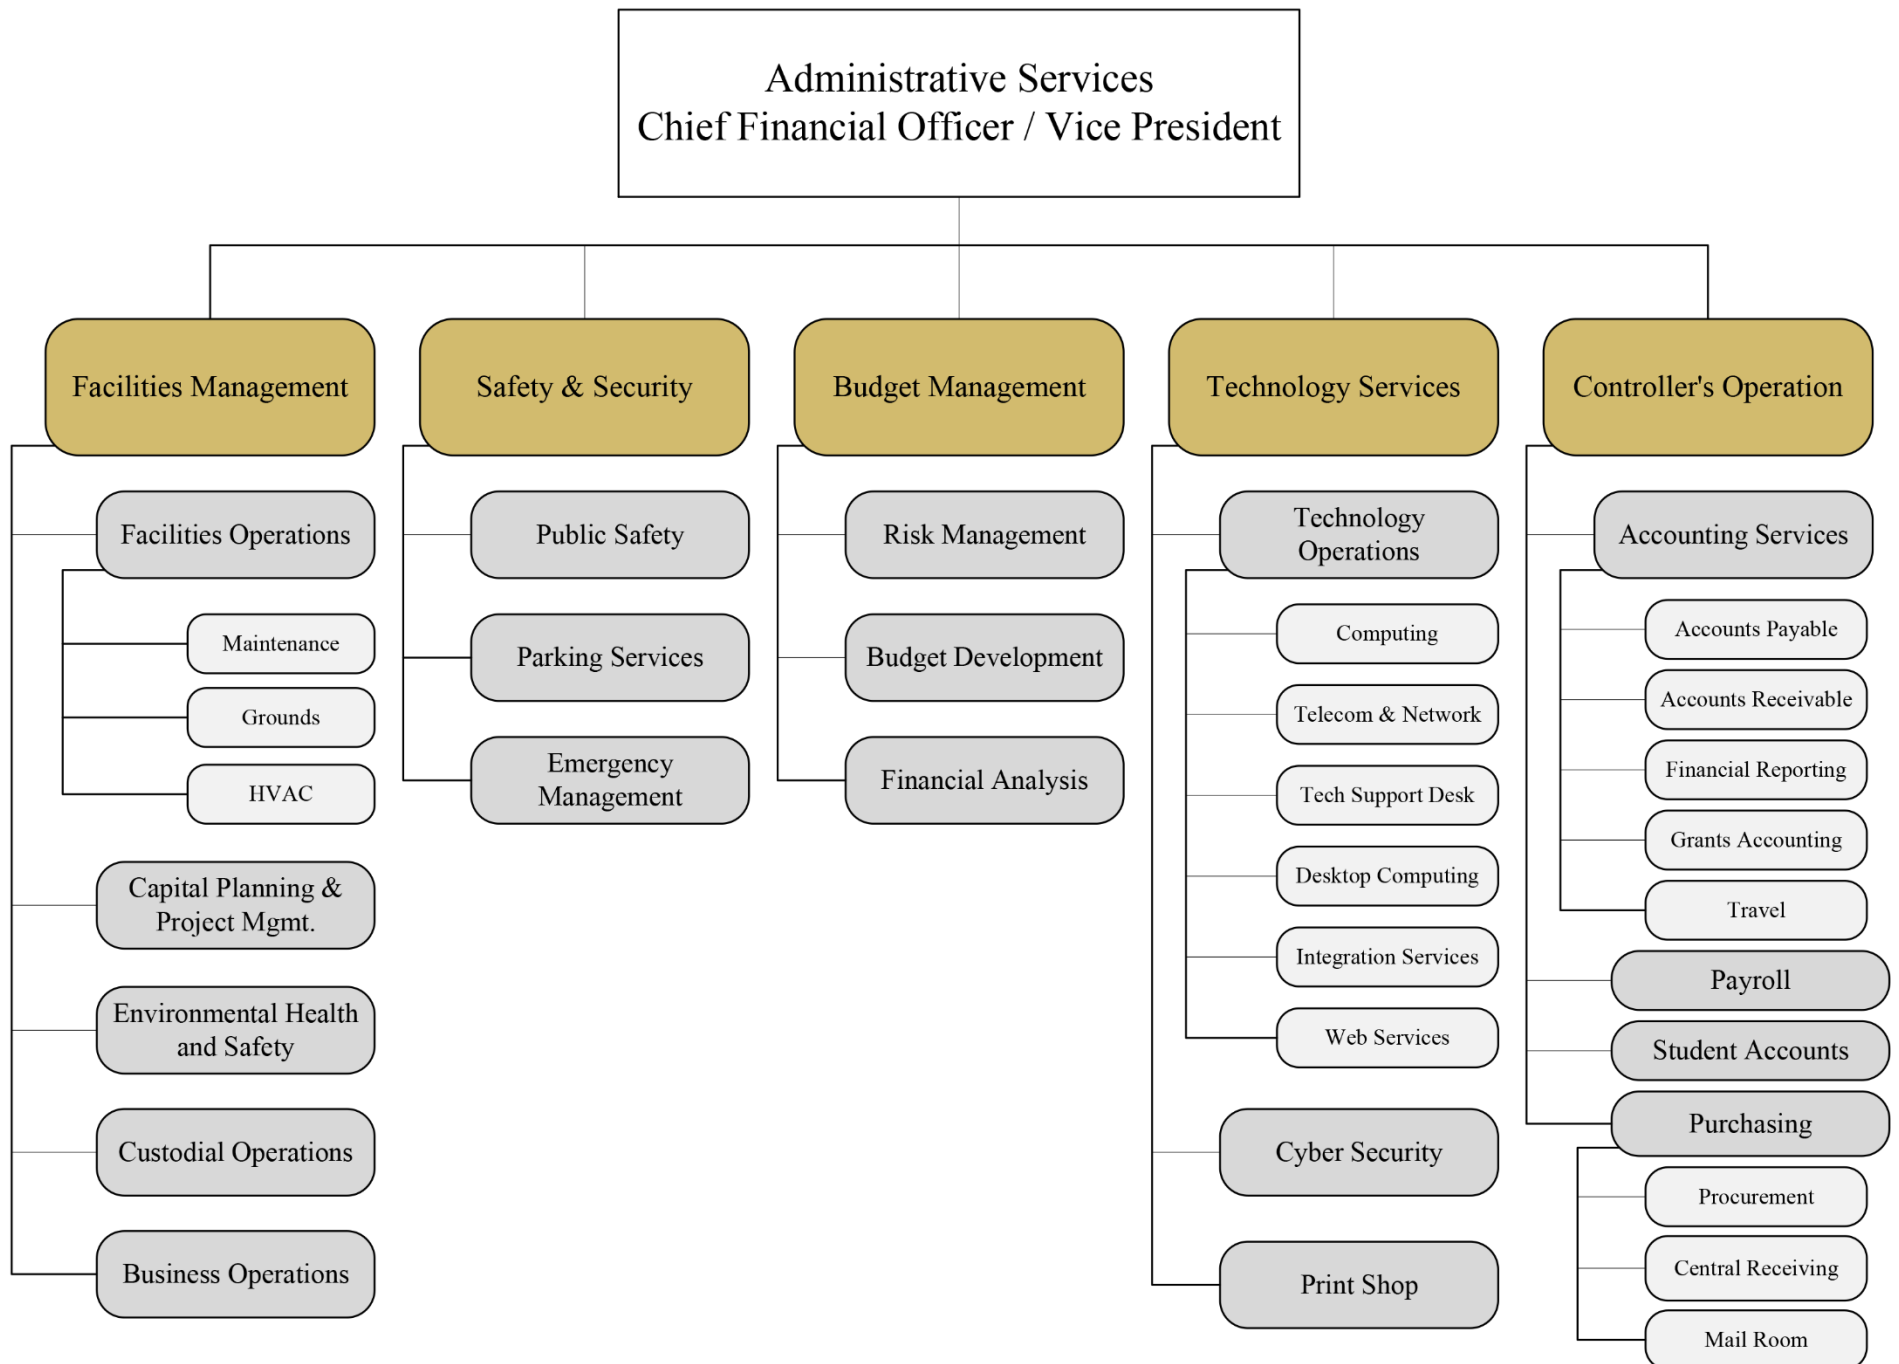 Administrative Services
Chief Financial Officer / Vice President
Facilities Management
Safety & Security
Budget Management
Technology Services
Controller's Operation
Facilities Operations
Maintenance
Grounds
HVAC
Capital Planning &
Project Mgmt.
Environmental Health
and Safety
Custodial Operations
Business Operations
Public Safety
Parking Services
Emergency
Management
Risk Management
Budget Development
Financial Analysis
Technology
Operations
Computing
Telecom & Network
Tech Support Desk
Desktop Computing
Integration Services
Web Services
Cyber Security
Print Shop
Accounting Services
Accounts Payable
Accounts Receivable
Financial Reporting
Grants Accounting
Travel
Payroll
Student Accounts
Purchasing
Procurement
Central Receiving
Mail Room